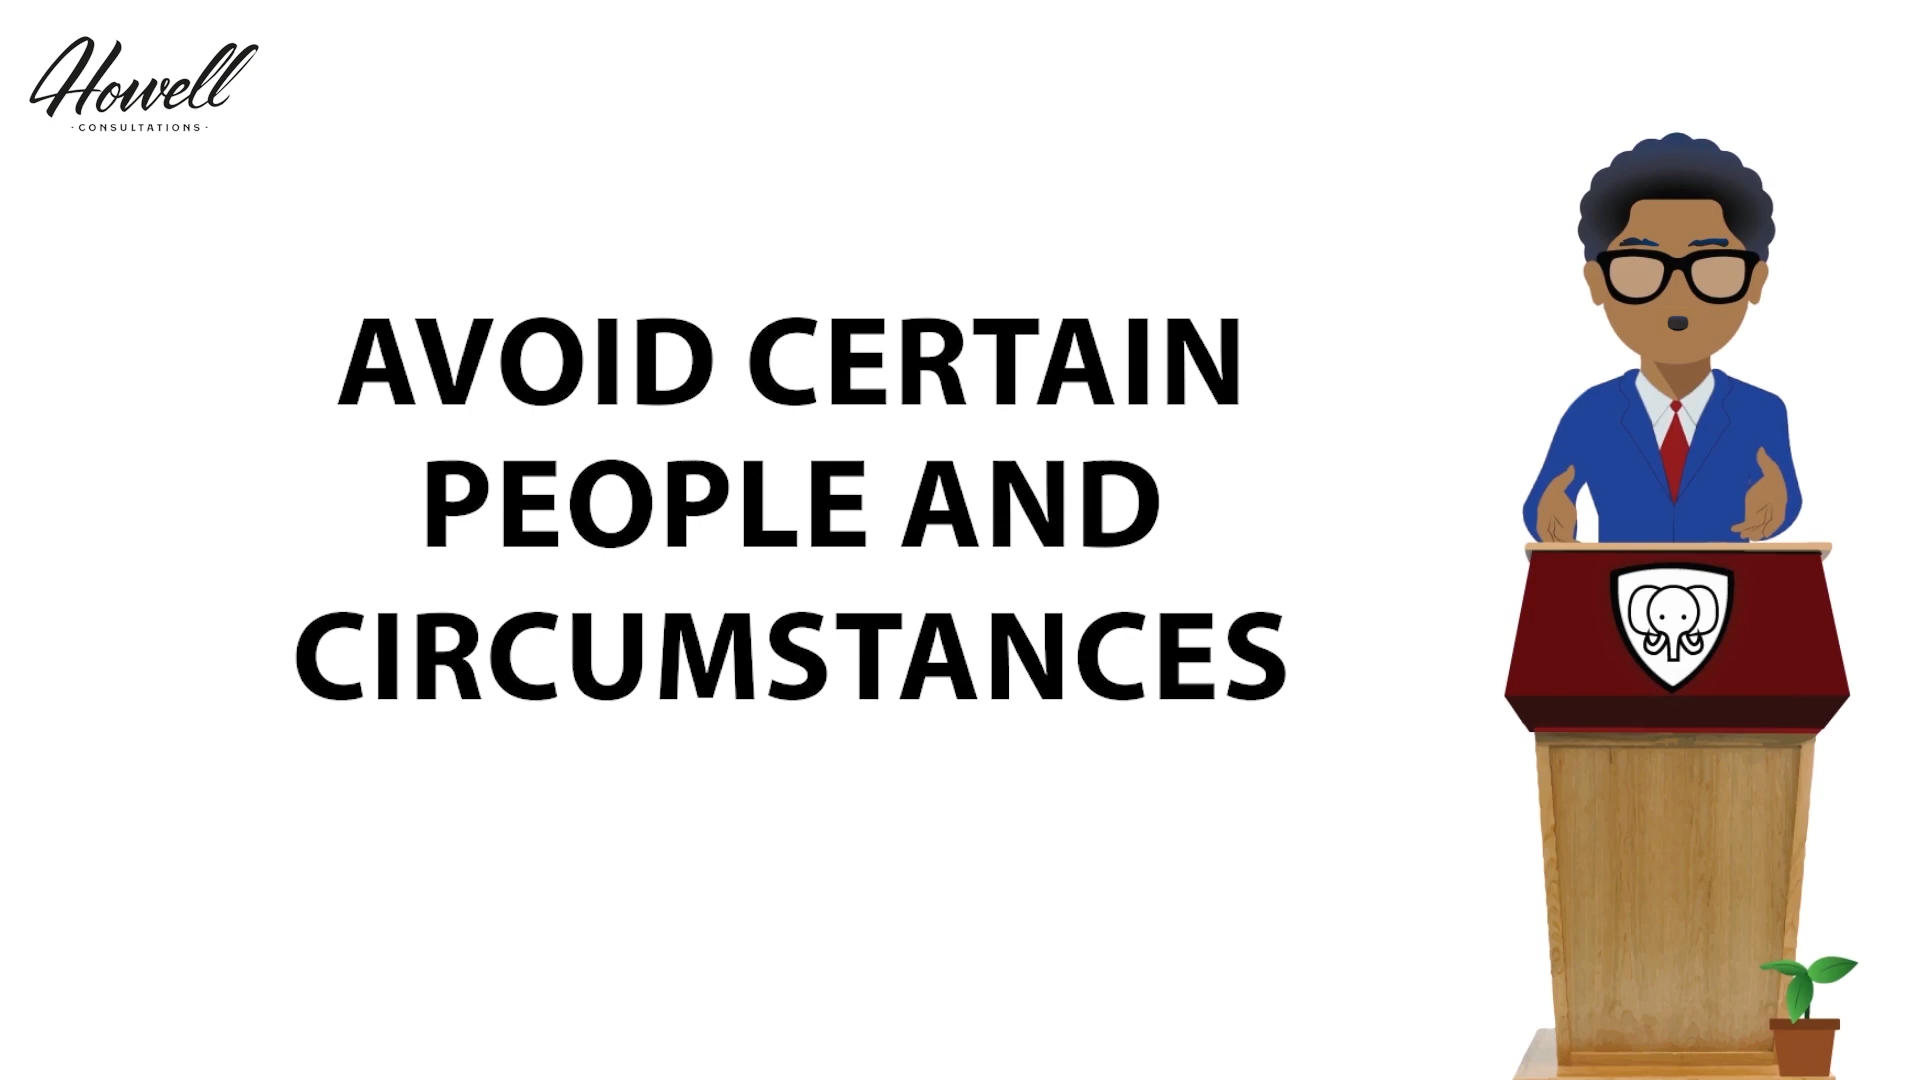 Howell
·CONSULTATIONS·
AVOID CERTAIN
PEOPLE AND
CIRCUMSTANCES